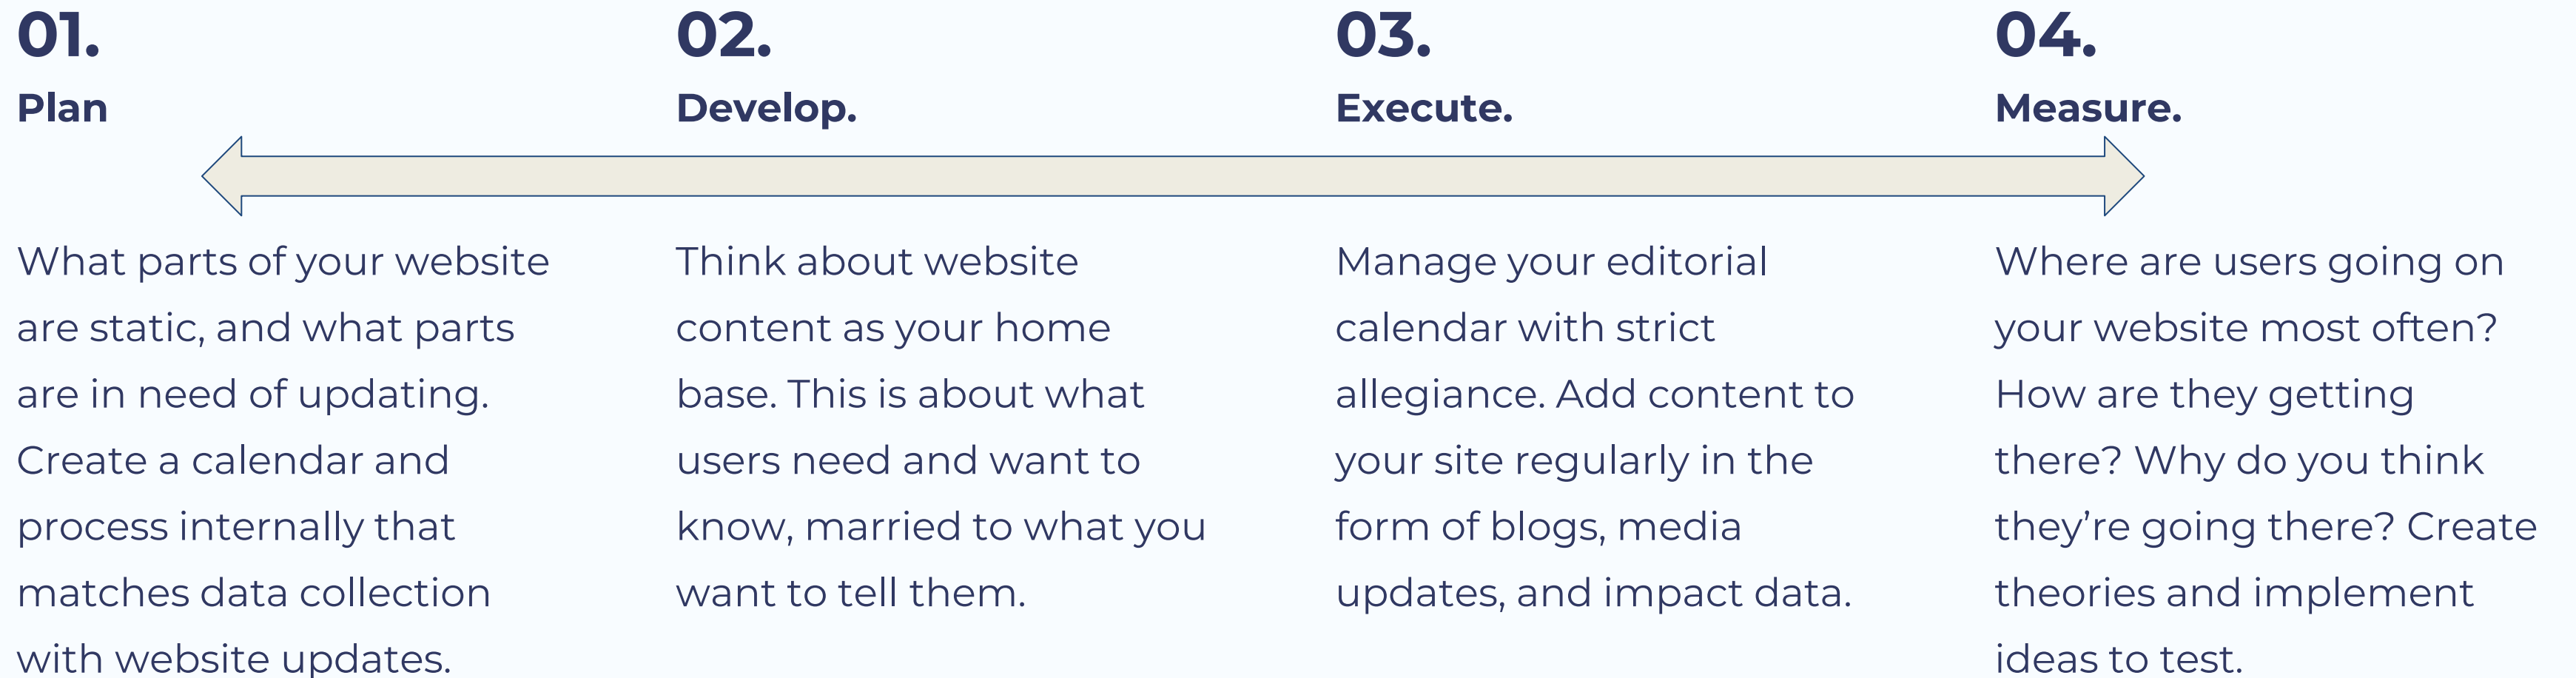 01.
Plan
What parts of your website
are static, and what parts
are in need of updating.
Create a calendar and
process internally that
matches data collection
with website updates.
02.
Develop.
Think about website
content as your home
base. This is about what
users need and want to
know, married to what you
want to tell them.
03.
Execute.
Manage your editorial
calendar with strict
allegiance. Add content to
your site regularly in the
form of blogs, media
updates, and impact data.
04.
Measure.
Where are users going on
your website most often?
How are they getting
there? Why do you think
they’re going there? Create
theories and implement
ideas to test.